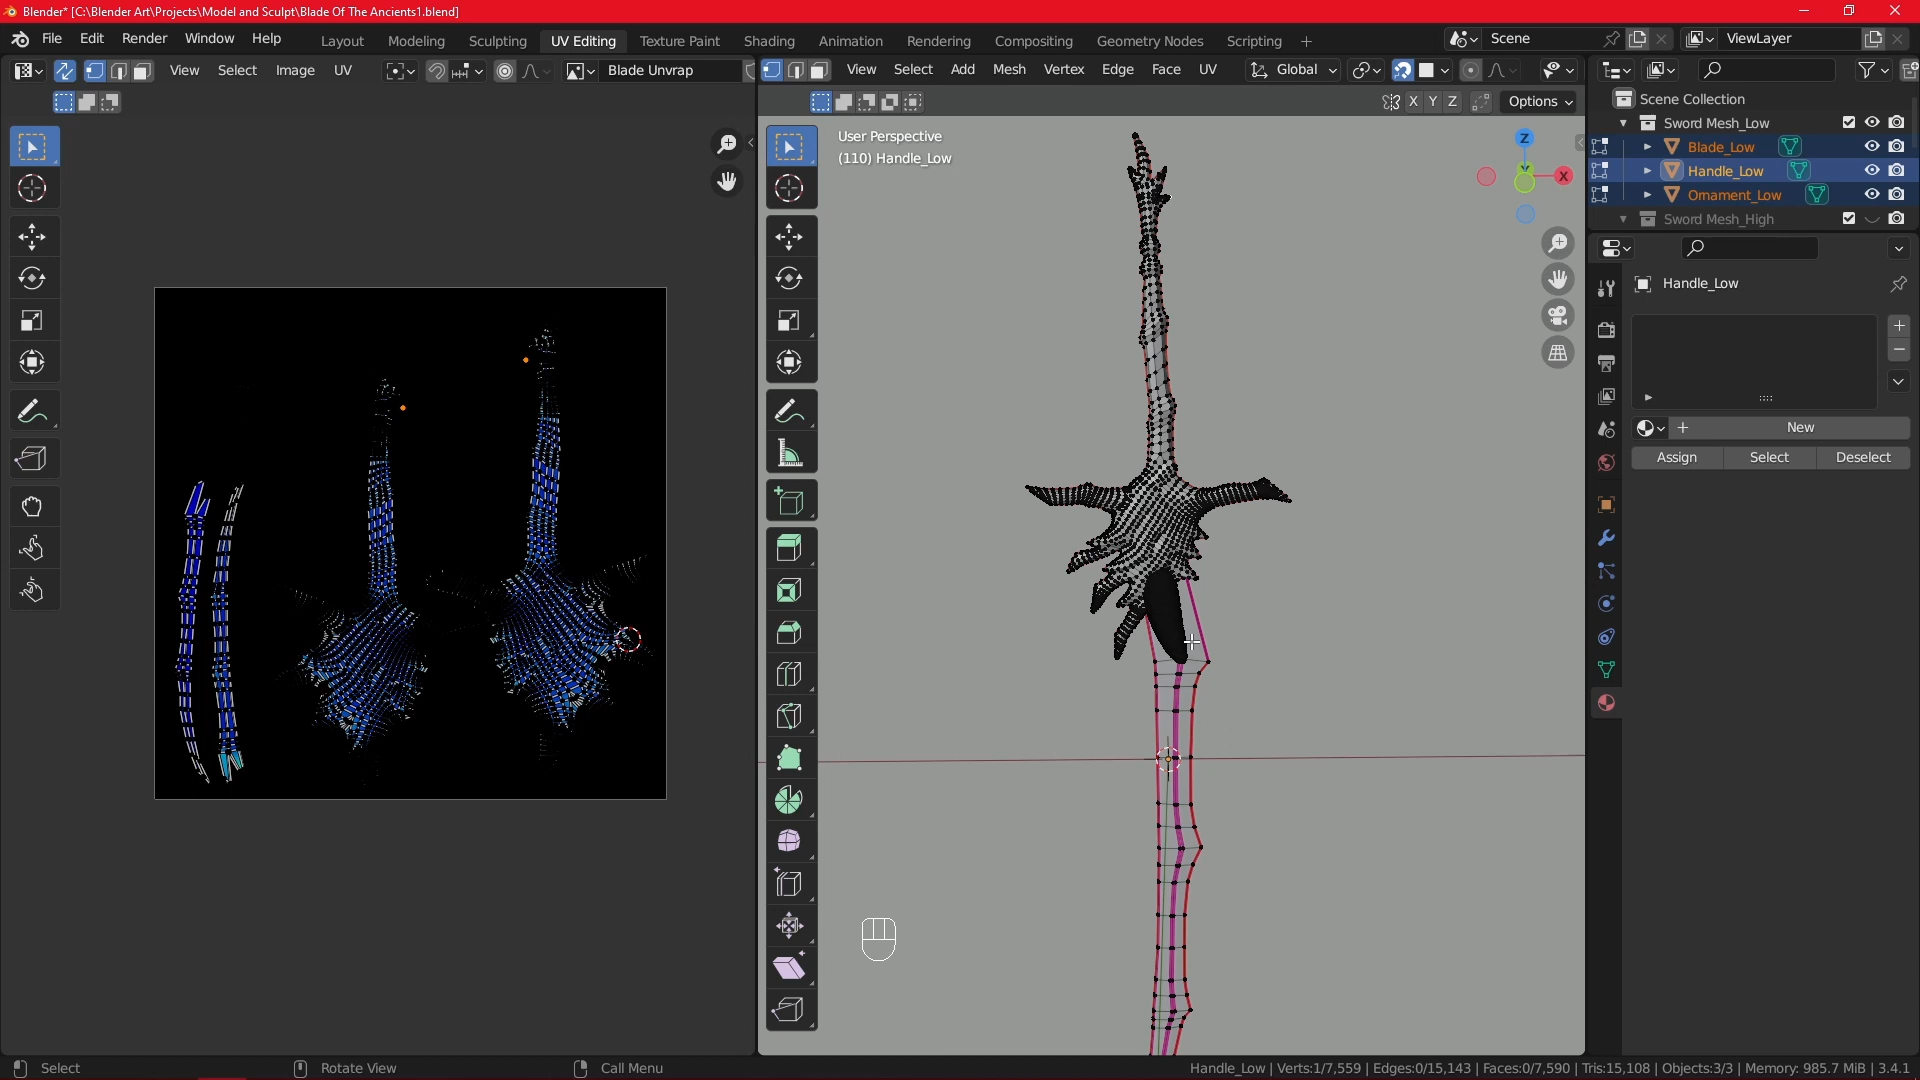 Blender* [C:\Blender Art\Projects\Model and Sculpt\Blade Of The Ancients1.blend]
File Edit Render Window Help
Layout Modeling Sculpting UV Editing Texture Paint Shading Animation Rendering Compositing Geometry Nodes Scripting +
Scene
ViewLayer
View Select Image UV
Blade Unvrap
View Select Add Mesh Vertex Edge Face UV
Global
X Y Z
Options
User Perspective
(110) Handle_Low
Z
Y
X
Scene Collection
Sword Mesh_Low
Blade_Low
Handle_Low
Ornament_Low
Sword Mesh_High
Handle_Low
New
Assign Select Deselect
Select
Rotate View
Call Menu
Handle_Low | Verts:1/7,559 | Edges:0/15,143 | Faces:0/7,590 | Tris:15,108 | Objects:3/3 | Memory: 985.7 MiB | 3.4.1